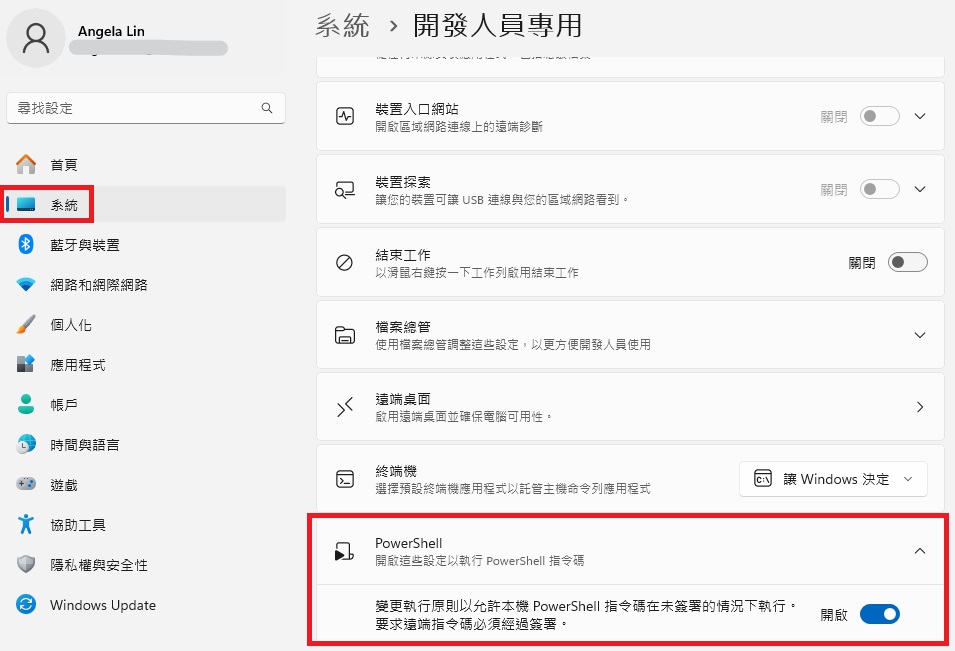 Angela Lin
系統 › 開發人員專用
尋找設定
首頁
系統
藍牙與裝置
網路和網際網路
個人化
應用程式
帳戶
時間與語言
遊戲
協助工具
隱私權與安全性
Windows Update
裝置入口網站
開啟區域網路連線上的遠端診斷
關閉
裝置探索
讓您的裝置可讓 USB 連線與您的區域網路看到。
關閉
結束工作
以滑鼠右鍵按一下工作列啟用結束工作
關閉
檔案總管
使用檔案總管調整這些設定，以更方便開發人員使用
遠端桌面
啟用遠端桌面並確保電腦可用性。
終端機
選擇預設終端機應用程式以託管主機命令列應用程式
讓 Windows 決定
PowerShell
開啟這些設定以執行 PowerShell 指令碼
變更執行原則以允許本機 PowerShell 指令碼在未簽署的情況下執行。
要求遠端指令碼必須經過簽署。
開啟